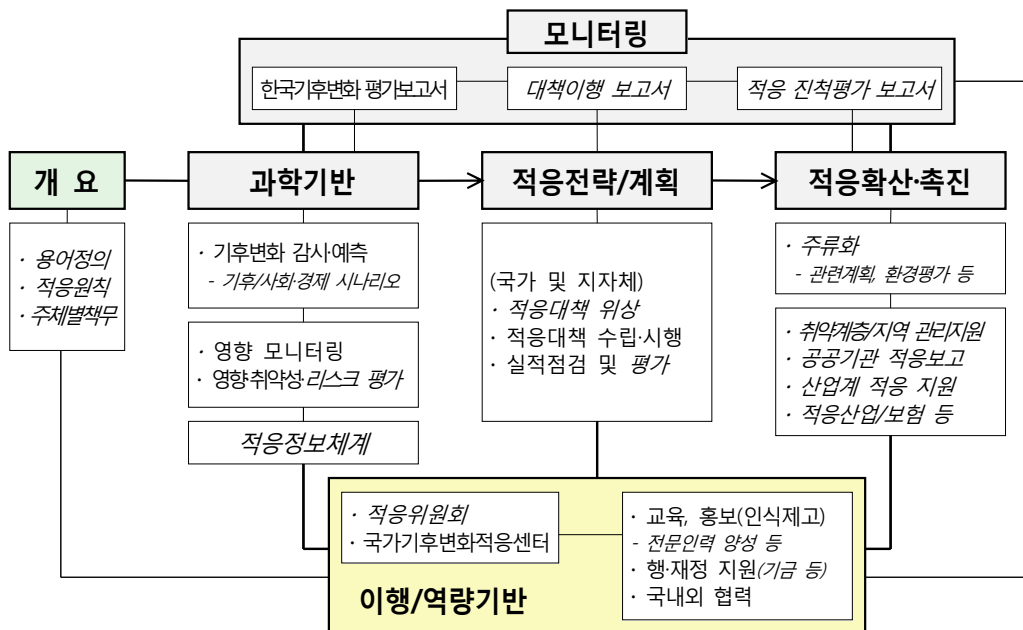 모니터링
한국기후변화 평가보고서
대책이행 보고서
적응 진척평가 보고서
개 요
과학기반
적응전략/계획
적응확산·촉진
· 용어정의
· 적응원칙
· 주체별책무
· 기후변화 감사·예측
- 기후/사회·경제 시나리오
· 영향 모니터링
· 영향·취약성·리스크 평가
적응정보체계
(국가 및 지자체)
· 적응대책 위상
· 적응대책 수립·시행
· 실적점검 및 평가
· 주류화
- 관련계획, 환경평가 등
· 취약계층/지역 관리지원
· 공공기관 적응보고
· 산업계 적응 지원
· 적응산업/보험 등
· 적응위원회
· 국가기후변화적응센터
· 교육, 홍보(인식제고)
- 전문인력 양성 등
· 행·재정 지원(기금 등)
· 국내외 협력
이행/역량기반